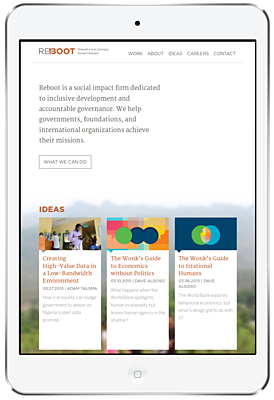 REBOOT
WORK ABOUT IDEAS CAREERS CONTACT
Reboot is a social impact firm dedicated
to inclusive development and
accountable governance. We help
governments, foundations, and
international organizations achieve
their missions.
WHAT WE CAN DO
IDEAS
Creating
High-Value Data in
a Low-Bandwidth
Environment
03.27.2015 | ADAM TALSMA
How civil society can nudge
government to deliver on
Nigeria's open data
promise.
The Wonk's Guide
to Economics
without Politics
03.10.2015 | DAVE ALGOSO
What happens when the
World Bank spotlights
human irrationality but
leaves human agency in the
shadow?
The Wonk's Guide
to Irrational
Humans
03.06.2015 | DAVE
ALGOSO
The World Bank explores
behavioral economics, but
what's design got to do with
it?